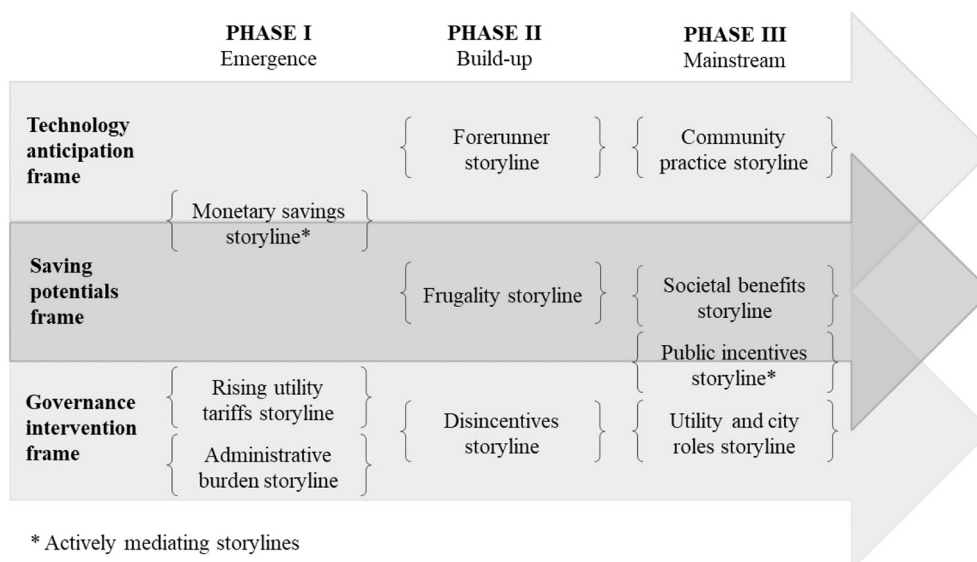 PHASE I
Emergence
PHASE II
Build-up
PHASE III
Mainstream
Technology
anticipation
frame
Forerunner
storyline
Community
practice storyline
Monetary savings
storyline*
Saving
potentials
frame
Frugality storyline
Societal benefits
storyline
Public incentives
storyline*
Governance
intervention
frame
Rising utility
tariffs storyline
Administrative
burden storyline
Disincentives
storyline
Utility and city
roles storyline
* Actively mediating storylines